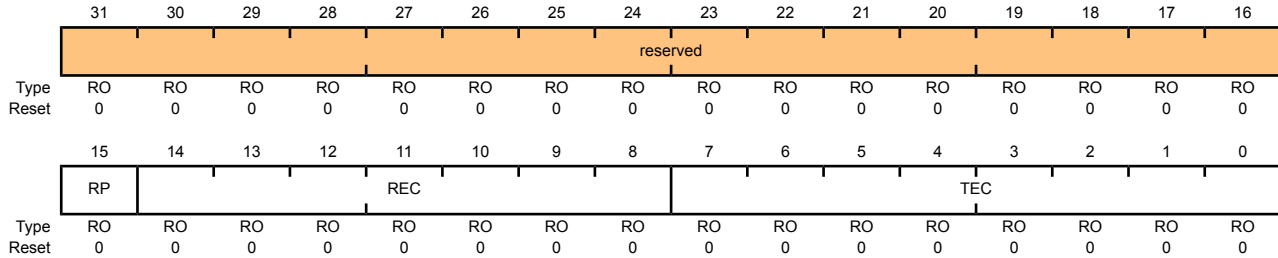 31 30 29 28 27 26 25 24 23 22 21 20 19 18 17 16
reserved
Type RO RO RO RO RO RO RO RO RO RO RO RO RO RO RO RO
Reset 0 0 0 0 0 0 0 0 0 0 0 0 0 0 0 0
15 14 13 12 11 10 9 8 7 6 5 4 3 2 1 0
RP REC TEC
Type RO RO RO RO RO RO RO RO RO RO RO RO RO RO RO RO
Reset 0 0 0 0 0 0 0 0 0 0 0 0 0 0 0 0